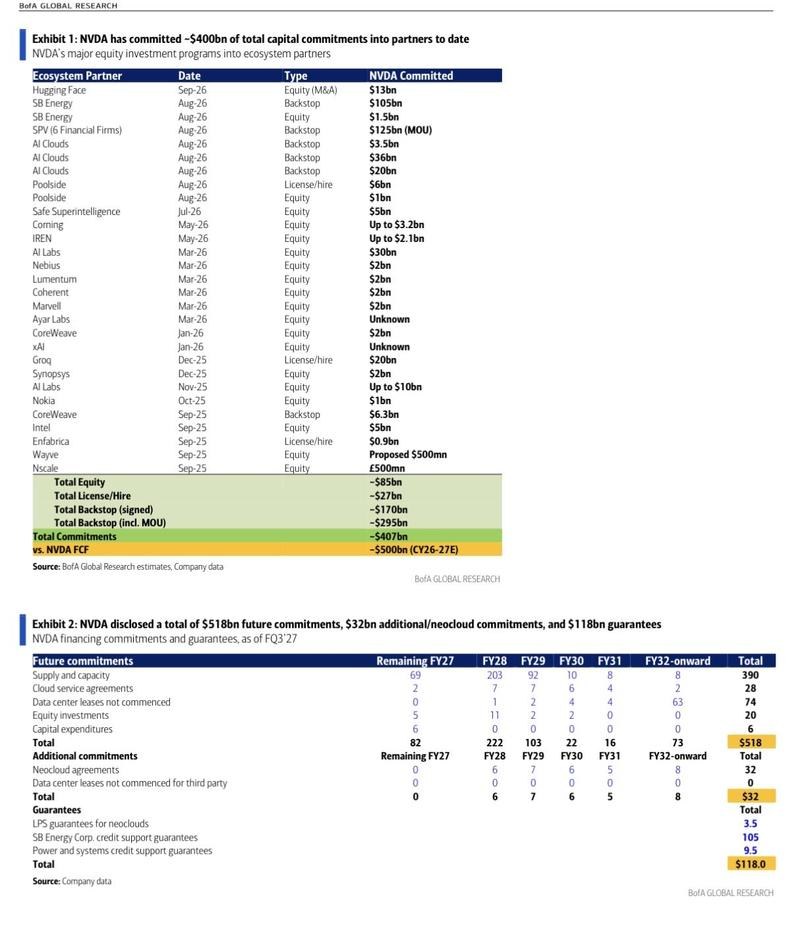 BofA GLOBAL RESEARCH
Exhibit 1: NVDA has committed ~$400bn of total capital commitments into partners to date
NVDA's major equity investment programs into ecosystem partners
Ecosystem Partner Date Type NVDA Committed
Hugging Face Sep-26 Equity (M&A) $13bn
SB Energy Aug-26 Backstop $105bn
SB Energy Aug-26 Equity $1.5bn
SPV (6 Financial Firms) Aug-26 Backstop $125bn (MOU)
AI Clouds Aug-26 Backstop $3.5bn
AI Clouds Aug-26 Backstop $36bn
AI Clouds Aug-26 Backstop $20bn
Poolside Aug-26 License/hire $6bn
Poolside Aug-26 Equity $1bn
Safe Superintelligence Jul-26 Equity $5bn
Corning May-26 Equity Up to $3.2bn
IREN May-26 Equity Up to $2.1bn
AI Labs Mar-26 Equity $30bn
Nebius Mar-26 Equity $2bn
Lumentum Mar-26 Equity $2bn
Coherent Mar-26 Equity $2bn
Marvell Mar-26 Equity $2bn
Ayar Labs Mar-26 Equity Unknown
CoreWeave Jan-26 Equity $2bn
xAI Jan-26 Equity Unknown
Groq Dec-25 License/hire $20bn
Synopsys Dec-25 Equity $2bn
AI Labs Nov-25 Equity Up to $10bn
Nokia Oct-25 Equity $1bn
CoreWeave Sep-25 Backstop $6.3bn
Intel Sep-25 Equity $5bn
Enfabrica Sep-25 License/hire $0.9bn
Wayve Sep-25 Equity Proposed $500mn
Nscale Sep-25 Equity £500mn
Total Equity ~$85bn
Total License/Hire ~$27bn
Total Backstop (signed) ~$170bn
Total Backstop (incl. MOU) ~$295bn
Total Commitments ~$407bn
vs. NVDA FCF ~$500bn (CY26-27E)
Source: BofA Global Research estimates, Company data
BofA GLOBAL RESEARCH
Exhibit 2: NVDA disclosed a total of $518bn future commitments, $32bn additional/neocloud commitments, and $118bn guarantees
NVDA financing commitments and guarantees, as of FQ3'27
Future commitments Remaining FY27 FY28 FY29 FY30 FY31 FY32-onward Total
Supply and capacity 69 203 92 10 8 8 390
Cloud service agreements 2 7 7 6 4 2 28
Data center leases not commenced 0 1 2 4 4 63 74
Equity investments 5 11 2 2 0 0 20
Capital expenditures 6 0 0 0 0 0 6
Total 82 222 103 22 16 73 $518
Additional commitments Remaining FY27 FY28 FY29 FY30 FY31 FY32-onward Total
Neocloud agreements 0 6 7 6 5 8 32
Data center leases not commenced for third party 0 0 0 0 0 0 0
Total 0 6 7 6 5 8 $32
Guarantees Total
LPS guarantees for neoclouds 3.5
SB Energy Corp. credit support guarantees 105
Power and systems credit support guarantees 9.5
Total $118.0
Source: Company data
BofA GLOBAL RESEARCH